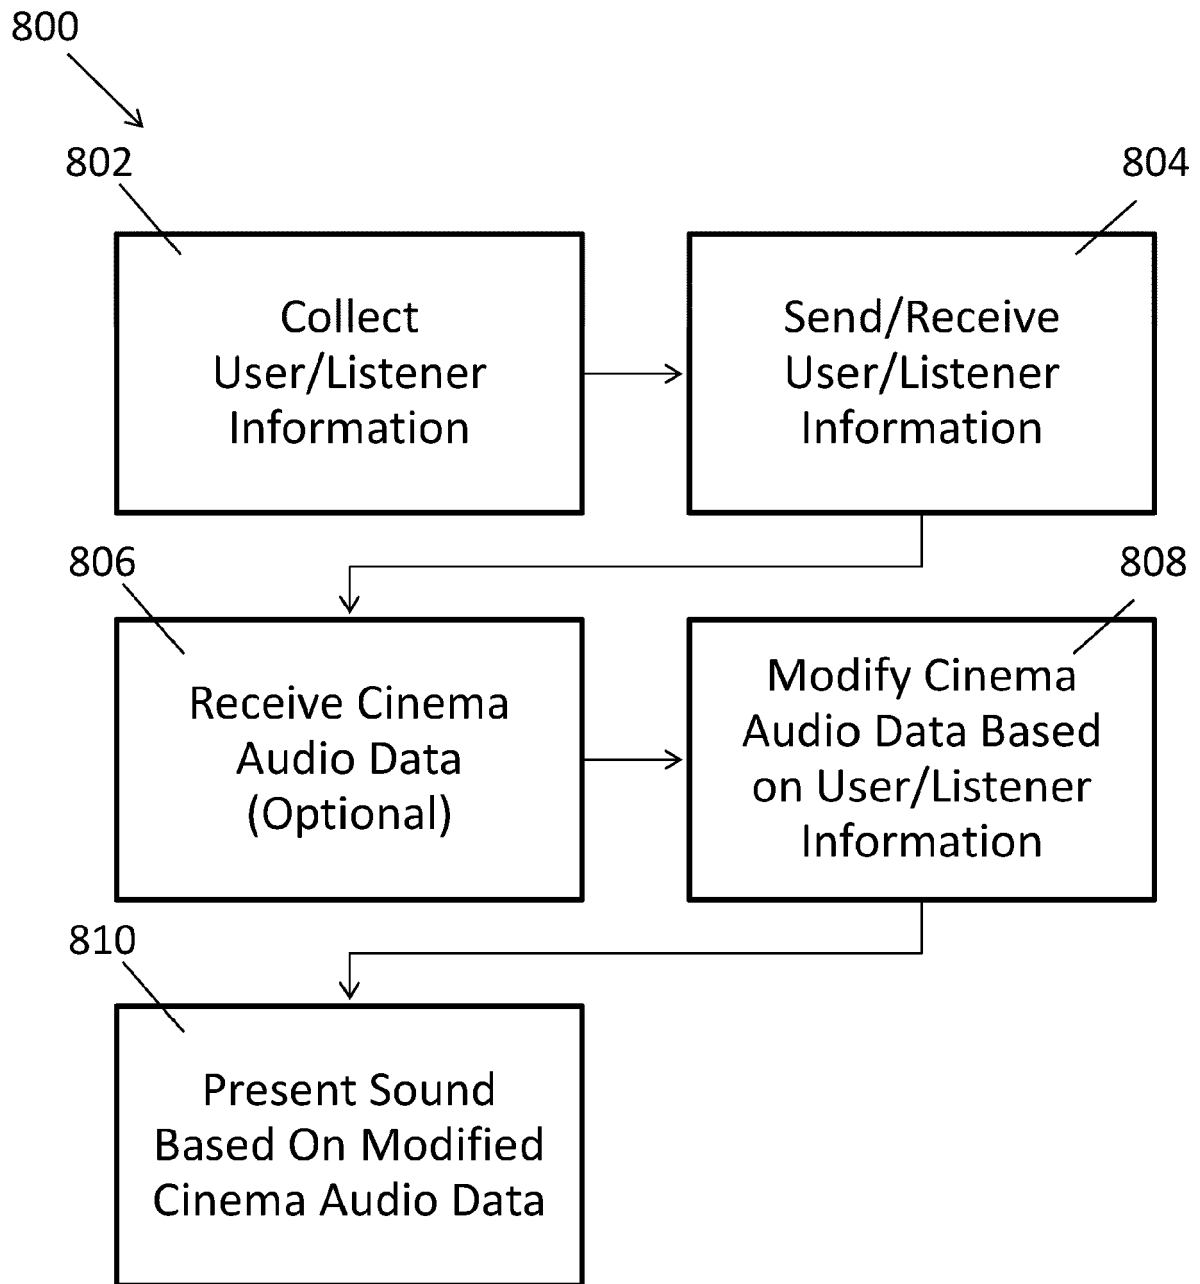 800
802
Collect
User/Listener
Information
804
Send/Receive
User/Listener
Information
806
Receive Cinema
Audio Data
(Optional)
808
Modify Cinema
Audio Data Based
on User/Listener
Information
810
Present Sound
Based On Modified
Cinema Audio Data